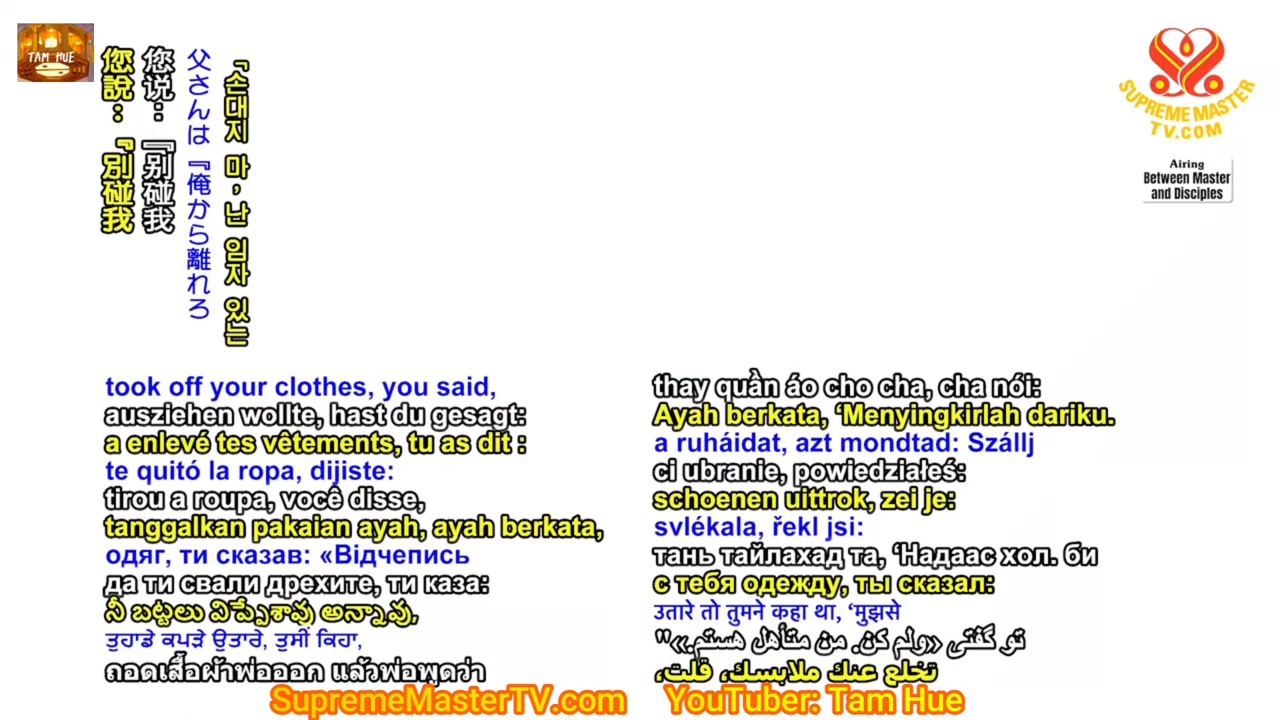 TAM HUE
您說：『別碰我
您说：『别碰我
父さんは『俺から離れろ
「손대지 마, 난 임자 있는
SUPREME MASTER
TV.COM
Airing
Between Master
and Disciples
took off your clothes, you said,
ausziehen wollte, hast du gesagt:
a enlevé tes vêtements, tu as dit :
te quitó la ropa, dijiste:
tirou a roupa, você disse,
tanggalkan pakaian ayah, ayah berkata,
одяг, ти сказав: «Відчепись
да ти свали дрехите, ти каза:
నీ బట్టలు విప్పేశావు అన్నావు,
ਤੁਹਾਡੇ ਕਪੜੇ ਉਤਾਰੇ, ਤੁਸੀਂ ਕਿਹਾ,
ถอดเสื้อผ้าพ่อออก แล้วพ่อพูดว่า
thay quần áo cho cha, cha nói:
Ayah berkata, ‘Menyingkirlah dariku.
a ruháidat, azt mondtad: Szállj
ci ubranie, powiedziałeś:
schoenen uittrok, zei je:
svlékala, řekl jsi:
тань тайлахад та, ‘Надаас хол. би
с тебя одежду, ты сказал:
उतारे तो तुमने कहा था, ‘मुझसे
تو گفتی «ولم کن. من متأهل هستم.»"
تخلع عنك ملابسك، قلت،
SupremeMasterTV.com
YouTuber: Tam Hue